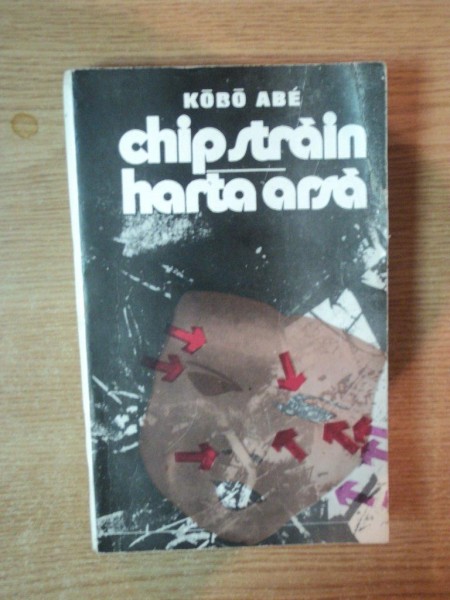 KŌBŌ ABÉ
chip străin
harta arsă